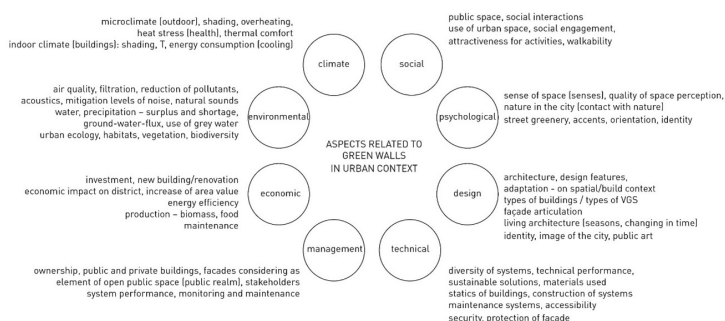 microclimate (outdoor), shading, overheating,
heat stress (health), thermal comfort
indoor climate (buildings): shading, T, energy consumption (cooling)
climate
public space, social interactions
use of urban space, social engagement,
attractiveness for activities, walkability
social
air quality, filtration, reduction of pollutants,
acoustics, mitigation levels of noise, natural sounds
water, precipitation – surplus and shortage,
ground-water-flux, use of grey water
urban ecology, habitats, vegetation, biodiversity
environmental
sense of space (senses), quality of space perception,
nature in the city (contact with nature)
street greenery, accents, orientation, identity
psychological
ASPECTS RELATED TO
GREEN WALLS
IN URBAN CONTEXT
investment, new building/renovation
economic impact on district, increase of area value
energy efficiency
production – biomass, food
maintenance
economic
architecture, design features,
adaptation - on spatial/build context
types of buildings / types of VGS
façade articulation
living architecture (seasons, changing in time)
identity, image of the city, public art
design
ownership, public and private buildings, facades considering as
element of open public space (public realm), stakeholders
system performance, monitoring and maintenance
management
diversity of systems, technical performance,
sustainable solutions, materials used
statics of buildings, construction of systems
maintenance systems, accessibility
security, protection of facade
technical